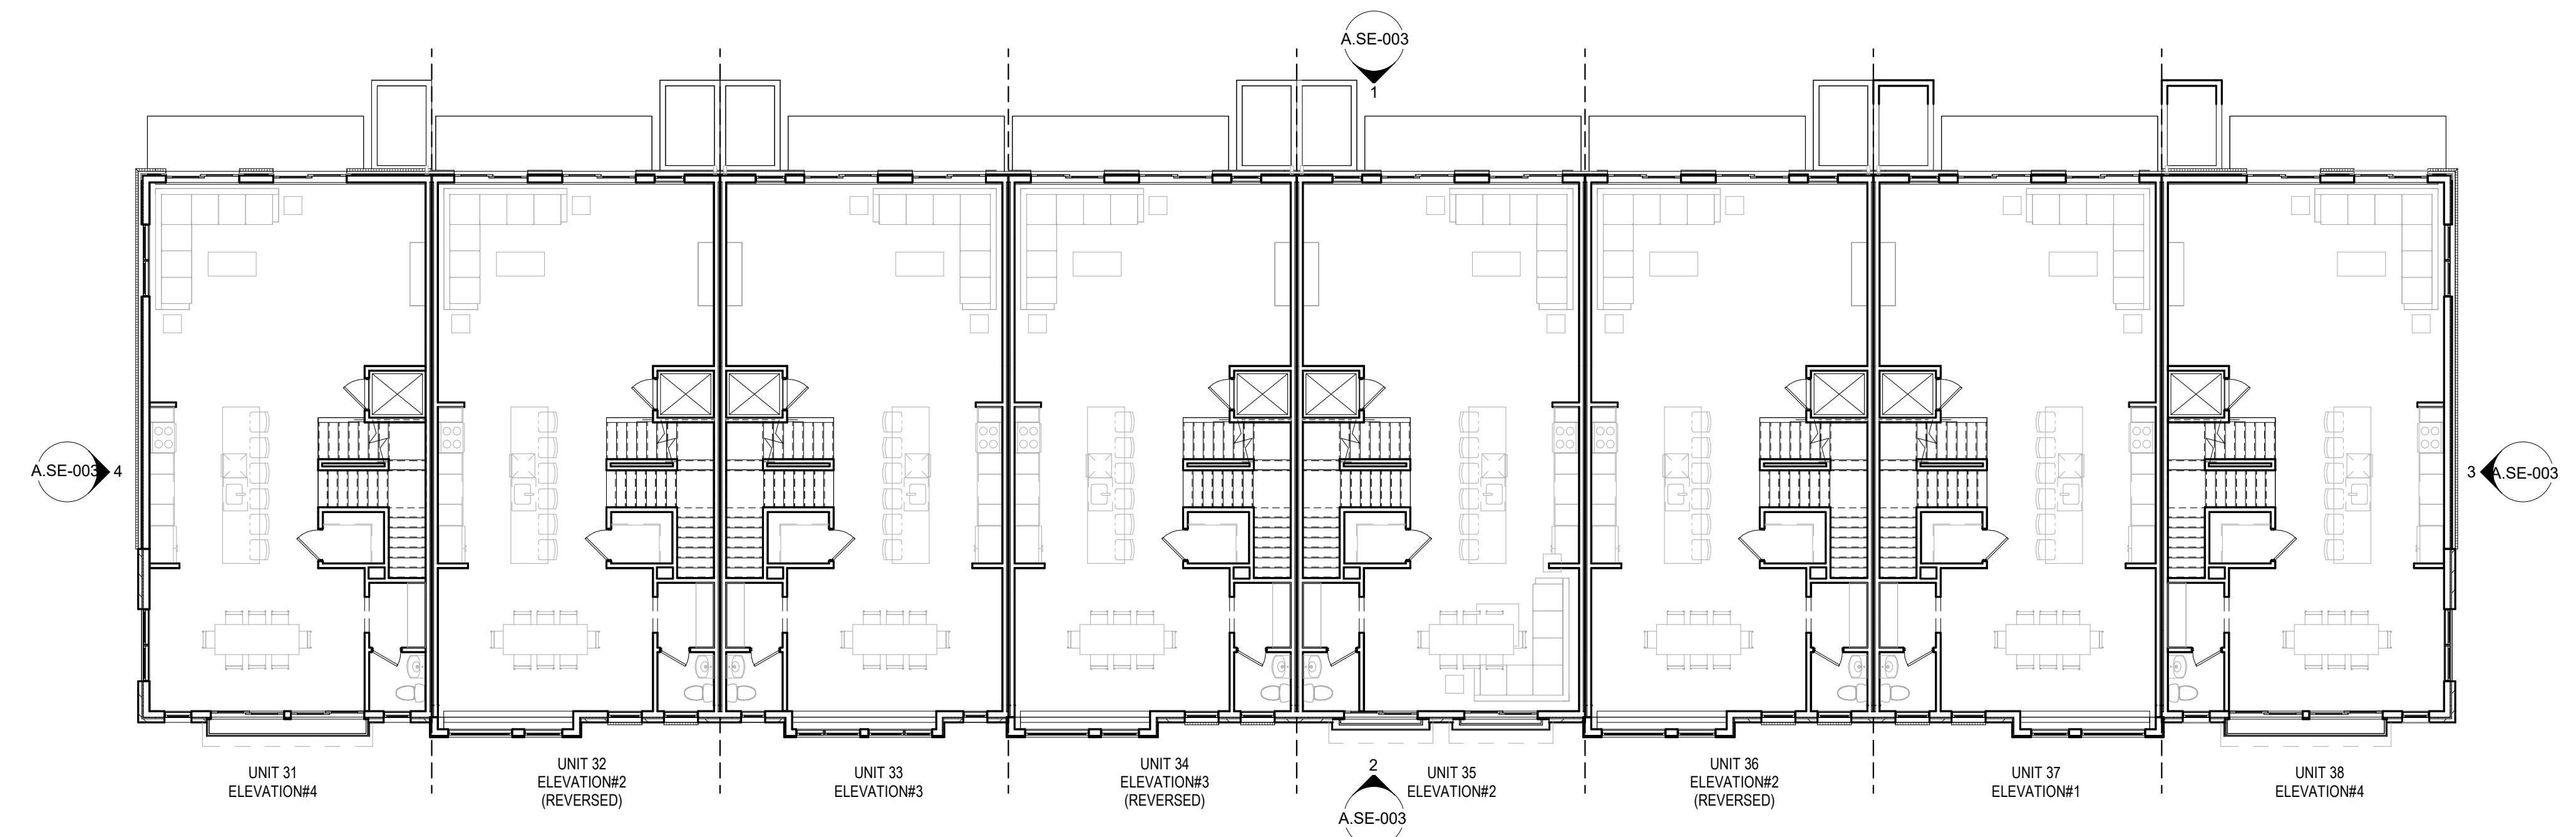 A.SE-003
1
A.SE-003 4
3 A.SE-003
UNIT 31
ELEVATION#4
UNIT 32
ELEVATION#2
(REVERSED)
UNIT 33
ELEVATION#3
UNIT 34
ELEVATION#3
(REVERSED)
2
A.SE-003
UNIT 35
ELEVATION#2
UNIT 36
ELEVATION#2
(REVERSED)
UNIT 37
ELEVATION#1
UNIT 38
ELEVATION#4